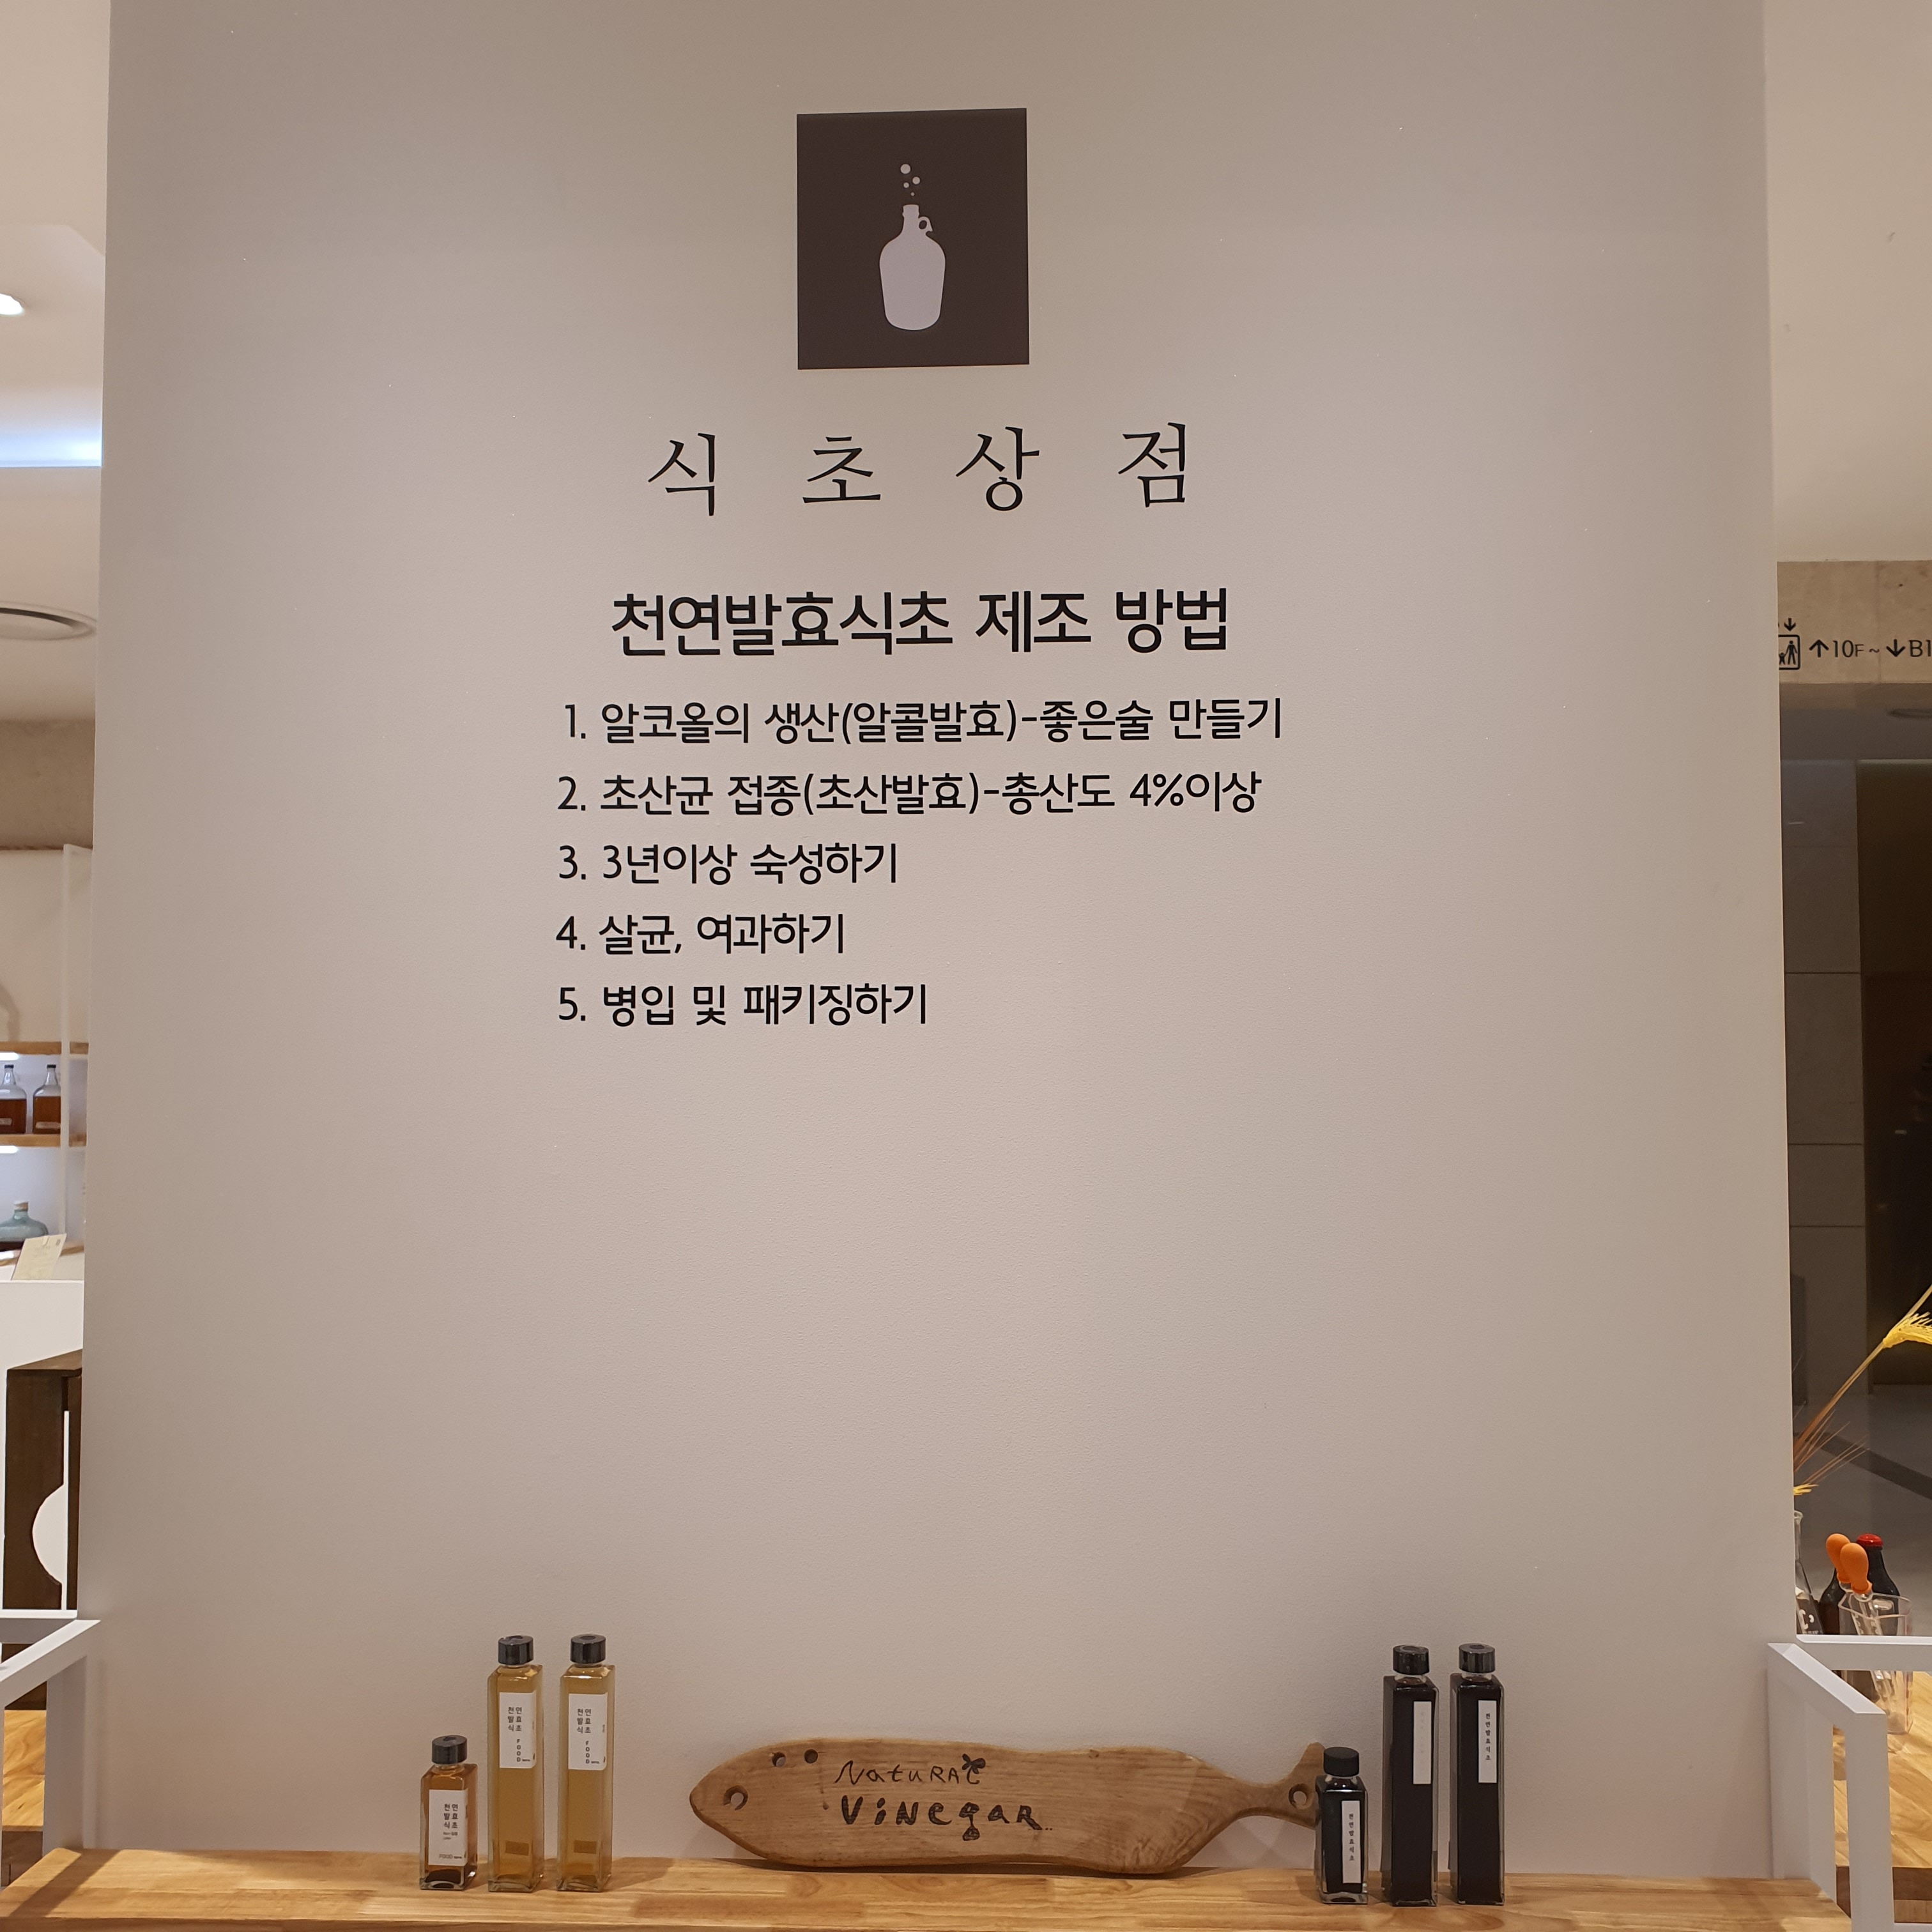 식초상점
천연발효식초 제조 방법
1. 알코올의 생산(알콜발효)-좋은술 만들기
2. 초산균 접종(초산발효)-총산도 4%이상
3. 3년이상 숙성하기
4. 살균, 여과하기
5. 병입 및 패키징하기
↑10F~↓B1
NatuRAL
ViNegaR..
천연
발효
식초
FOOD
천연
발효
식초
FOOD
천연
발효
식초
FOOD
천연발효식초
천연발효식초